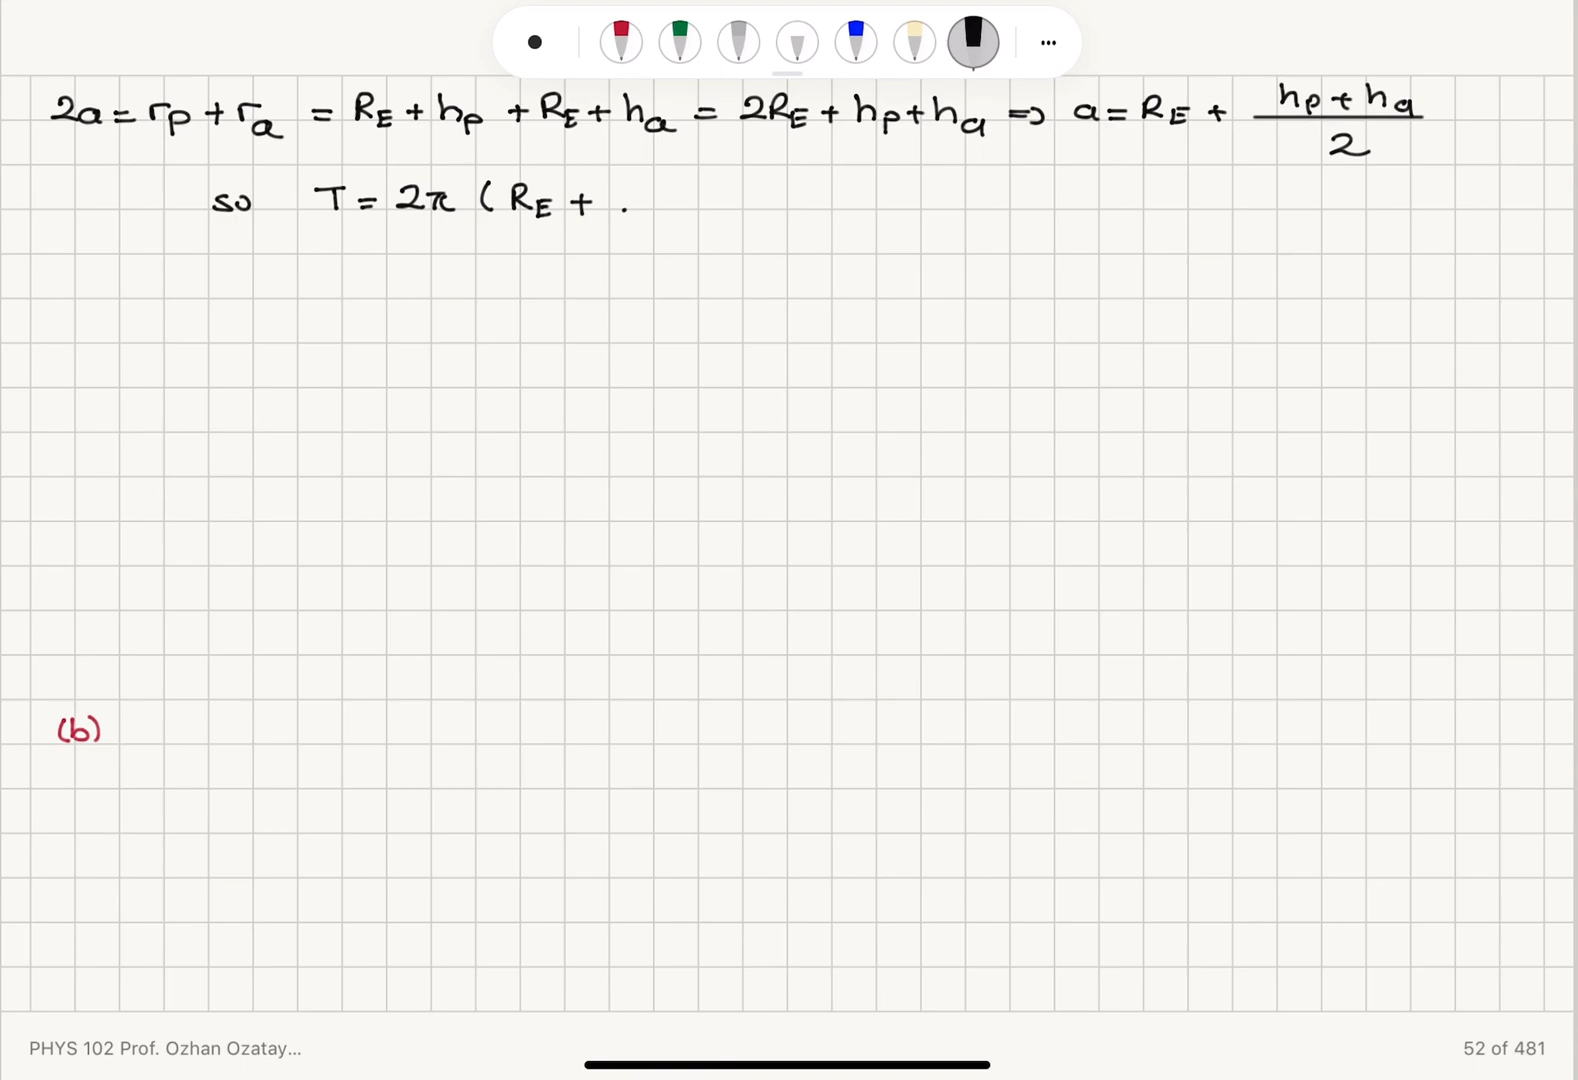 2a = rp + ra = RE + hp + RE + ha = 2RE + hp + ha => a = RE + (hp + ha)/2
so T = 2π (RE + .
(b)
PHYS 102 Prof. Ozhan Ozatay...
52 of 481